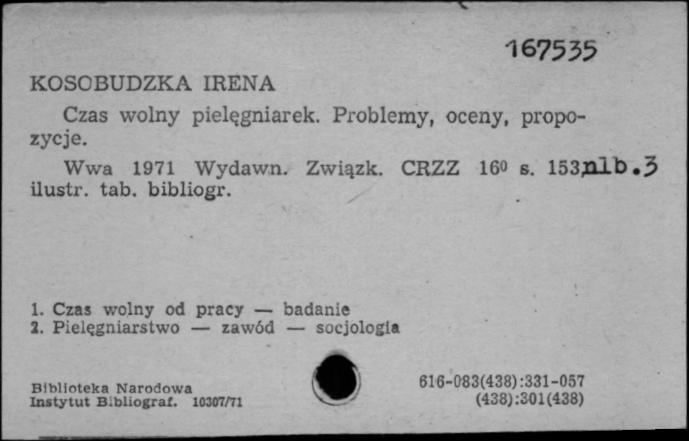 167535
KOSOBUDZKA IRENA
Czas wolny pielęgniarek. Problemy, oceny, propo-
zycje.
Wwa 1971 Wydawn. Związk. CRZZ 16⁰ s. 153,nlb.3
ilustr. tab. bibliogr.
1. Czas wolny od pracy — badanie
2. Pielęgniarstwo — zawód — socjologia
Biblioteka Narodowa
Instytut Bibliograf. 10307/71
616-083(438):331-057
(438):301(438)